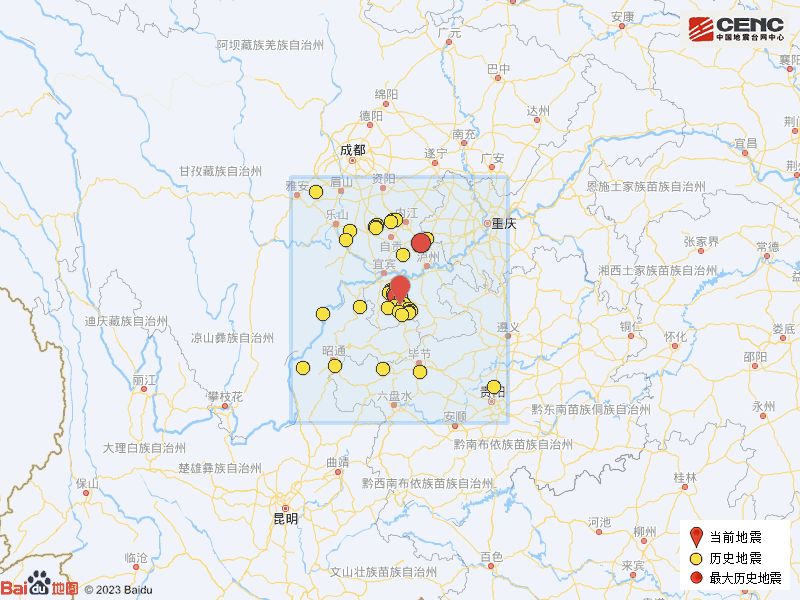 安康
广元
CENC
中国地震台网中心
阿坝藏族羌族自治州
襄阳
巴中
绵阳
达州
德阳
荆门
南充
宜昌
成都
遂宁
广安
荆州
甘孜藏族自治州
资阳
雅安
眉山
恩施土家族苗族自治州
乐山
内江
重庆
自贡
张家界
常德
泸州
宜宾
湘西土家族苗族自治州
迪庆藏族自治州
遵义
铜仁
娄底
凉山彝族自治州
怀化
昭通
毕节
邵阳
丽江
攀枝花
六盘水
贵阳
黔东南苗族侗族自治州
永州
安顺
大理白族自治州
黔南布依族苗族自治州
曲靖
楚雄彝族自治州
保山
黔西南布依族苗族自治州
桂林
昆明
河池
柳州
当前地震
临沧
百色
历史地震
来宾
文山壮族苗族自治州
最大历史地震
Bai du 地图 © 2023 Baidu